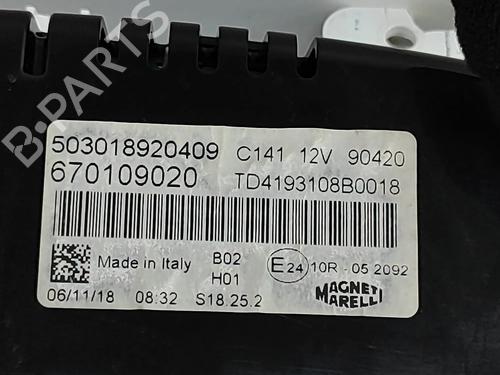 B-PARTS
503018920409 C141 12V 90420
670109020 TD4193108B0018
Made in Italy B02 H01 E24 10R - 05 2092
06/11/18 08:32 S18.25.2 MAGNETI MARELLI